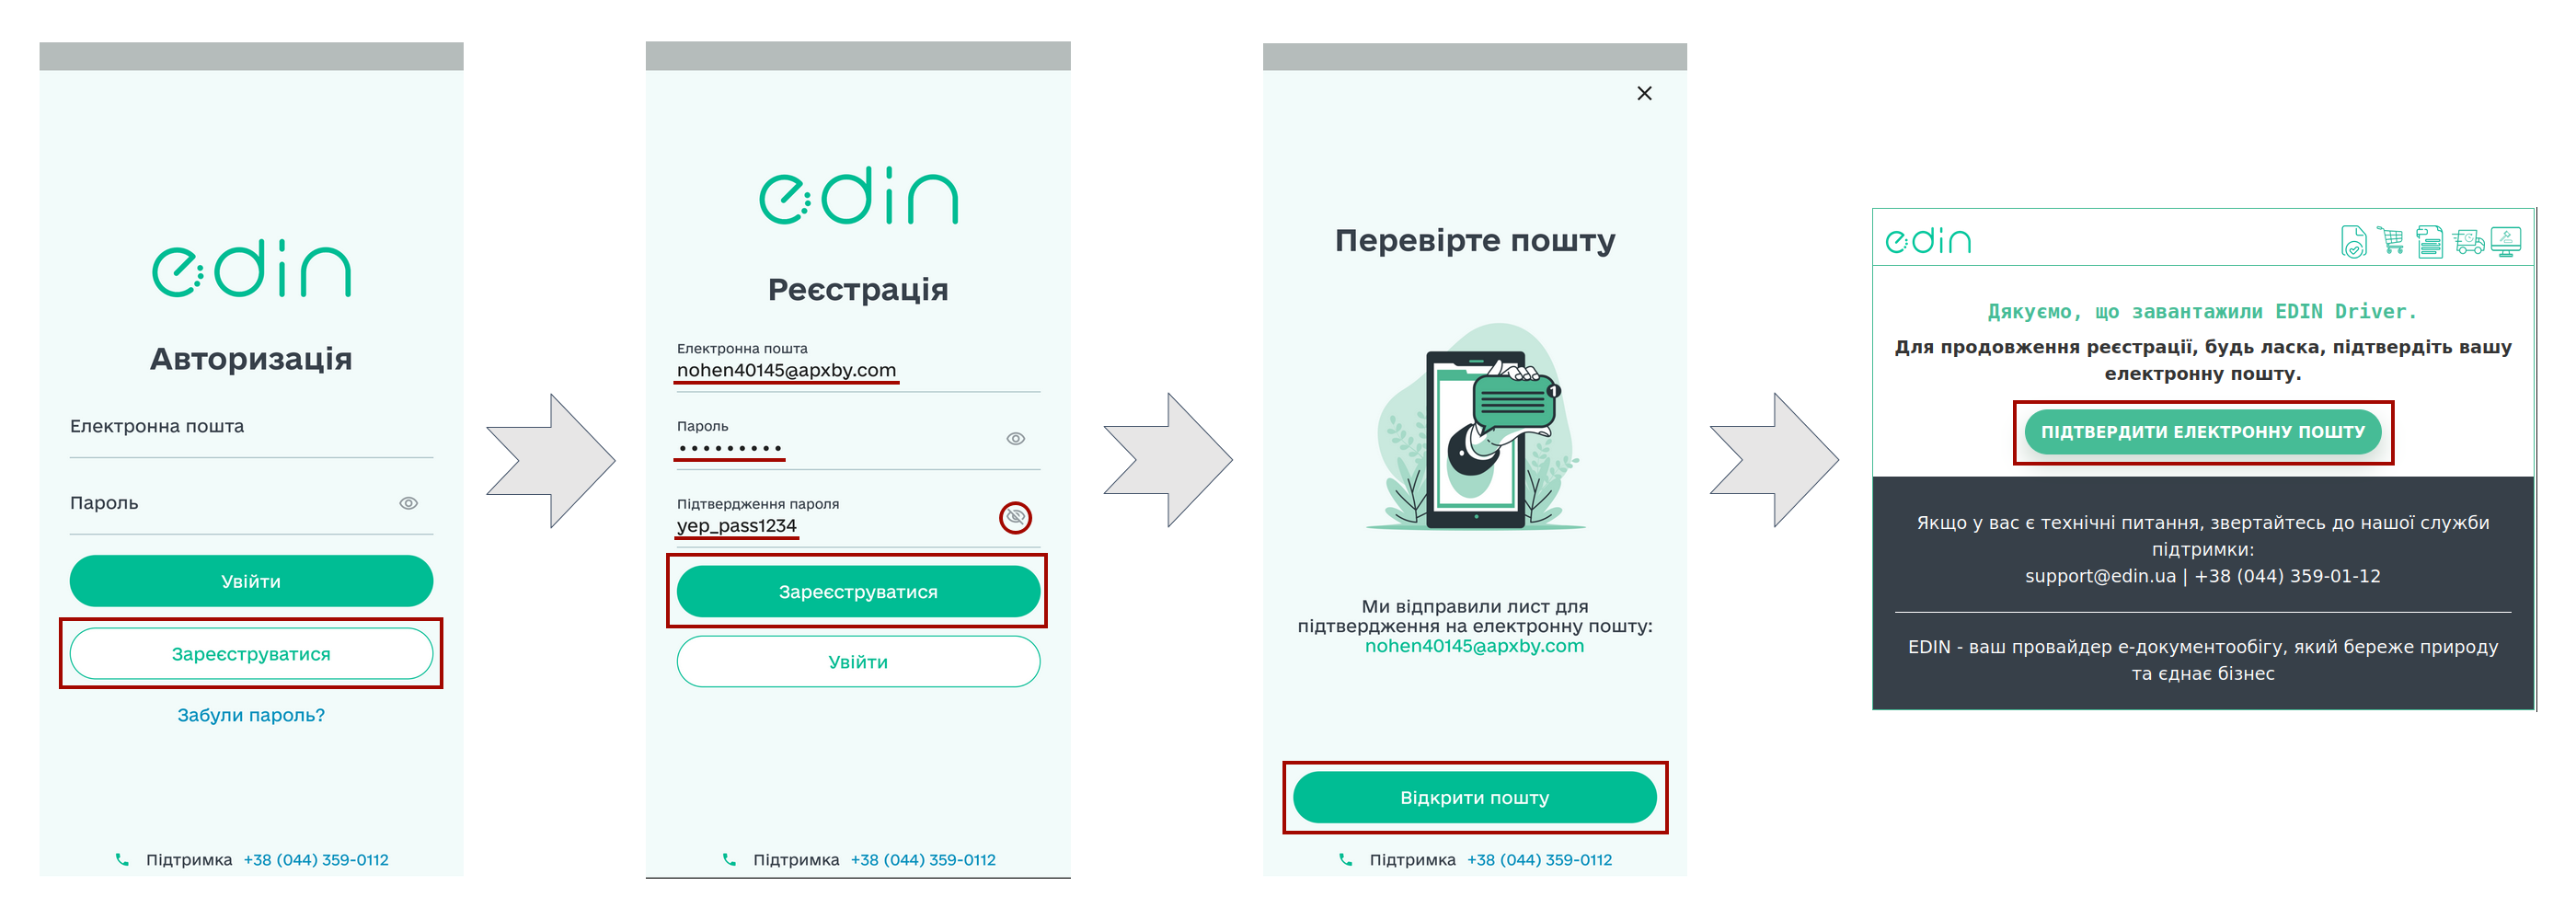 edin
Авторизація
Електронна пошта
Пароль
Увійти
Зареєструватися
Забули пароль?
Підтримка +38 (044) 359-0112
edin
Реєстрація
Електронна пошта
nohen40145@apxby.com
Пароль
•••••••••
Підтвердження пароля
yep_pass1234
Зареєструватися
Увійти
Підтримка +38 (044) 359-0112
Перевірте пошту
1
Ми відправили лист для
підтвердження на електронну пошту:
nohen40145@apxby.com
Відкрити пошту
Підтримка +38 (044) 359-0112
edin
Дякуємо, що завантажили EDIN Driver.
Для продовження реєстрації, будь ласка, підтвердіть вашу
електронну пошту.
ПІДТВЕРДИТИ ЕЛЕКТРОННУ ПОШТУ
Якщо у вас є технічні питання, звертайтесь до нашої служби
підтримки:
support@edin.ua | +38 (044) 359-01-12
EDIN - ваш провайдер е-документообігу, який береже природу
та єднає бізнес